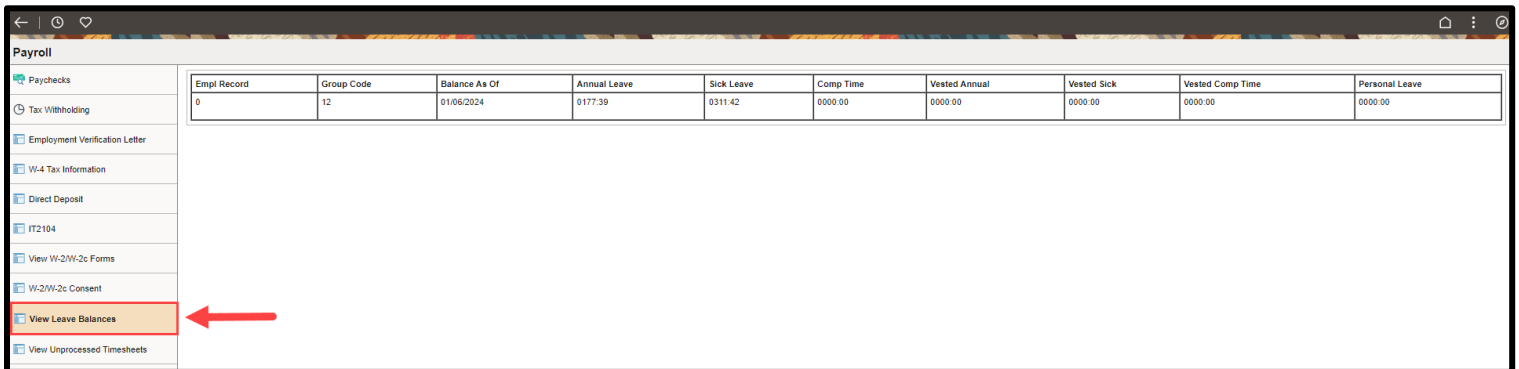 Payroll
Paychecks
Tax Withholding
Employment Verification Letter
W-4 Tax Information
Direct Deposit
IT2104
View W-2/W-2c Forms
W-2/W-2c Consent
View Leave Balances
View Unprocessed Timesheets
Empl Record Group Code Balance As Of Annual Leave Sick Leave Comp Time Vested Annual Vested Sick Vested Comp Time Personal Leave
0 12 01/06/2024 0177:39 0311:42 0000:00 0000:00 0000:00 0000:00 0000:00